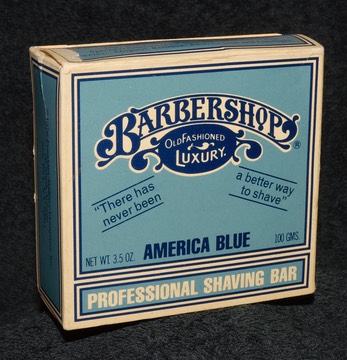 BARBERSHOP®
OLD FASHIONED
LUXURY.
"There has
never been
a better way
to shave"
NET WT. 3.5 OZ.
AMERICA BLUE
100 GMS.
PROFESSIONAL SHAVING BAR